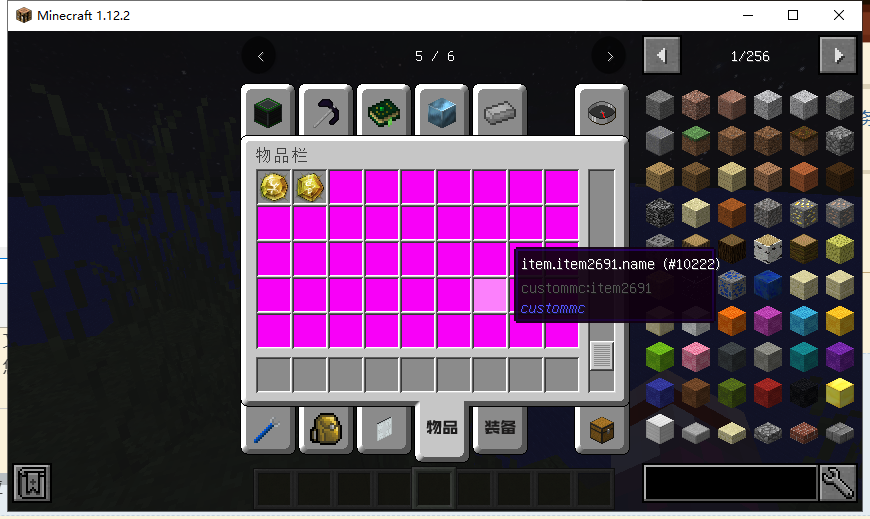 Minecraft 1.12.2
5 / 6
1/256
物品栏
item.item2691.name (#10222)
custommc:item2691
custommc
物品
装备